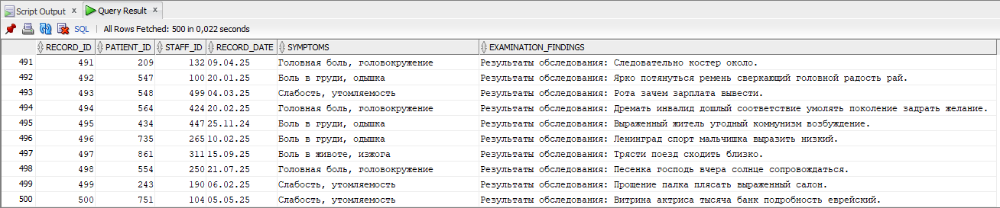 Script Output x Query Result x
SQL All Rows Fetched: 500 in 0,022 seconds
RECORD_ID PATIENT_ID STAFF_ID RECORD_DATE SYMPTOMS EXAMINATION_FINDINGS
491 491 209 132 09.04.25 Головная боль, головокружение Результаты обследования: Следовательно костер около.
492 492 547 100 20.01.25 Боль в груди, одышка Результаты обследования: Ярко потянуться ремень сверкающий головной радость рай.
493 493 548 499 04.03.25 Слабость, утомляемость Результаты обследования: Рота зачем зарплата вывести.
494 494 564 424 20.02.25 Головная боль, головокружение Результаты обследования: Дремать инвалид дошлый соответствие умолять поколение задрать желание.
495 495 434 447 25.11.24 Боль в груди, одышка Результаты обследования: Выраженный житель угодный коммунизм возбуждение.
496 496 735 265 10.02.25 Боль в груди, одышка Результаты обследования: Ленинград спорт мальчишка выразить низкий.
497 497 861 311 15.09.25 Боль в животе, изжога Результаты обследования: Трясти поезд сходить близко.
498 498 554 250 21.07.25 Головная боль, головокружение Результаты обследования: Песенка господь вчера солнце сопровождаться.
499 499 243 190 06.02.25 Слабость, утомляемость Результаты обследования: Прощение палка плясать выраженный салон.
500 500 751 104 05.05.25 Слабость, утомляемость Результаты обследования: Витрина актриса тысяча банк подробность еврейский.